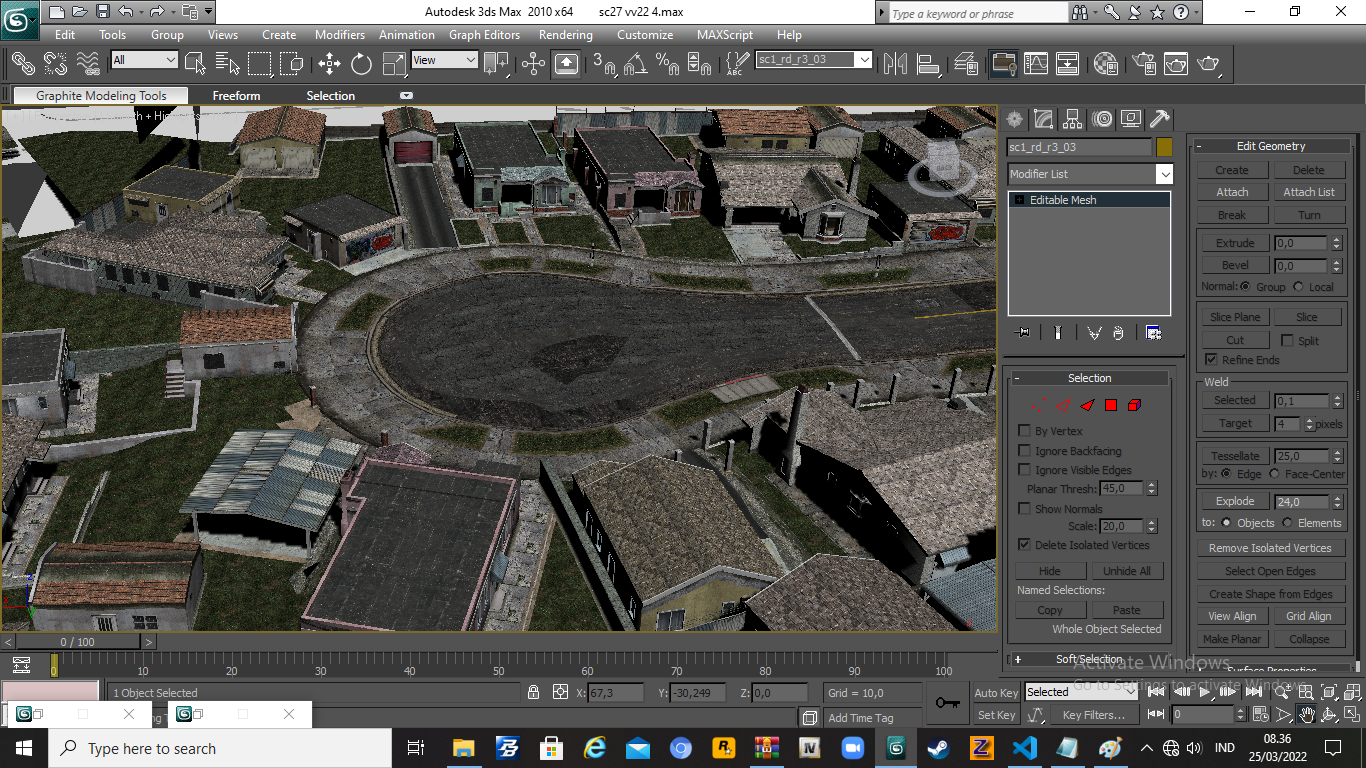 Autodesk 3ds Max 2010 x64 sc27 vv22 4.max
Type a keyword or phrase
Edit Tools Group Views Create Modifiers Animation Graph Editors Rendering Customize MAXScript Help
All View sc1_rd_r3_03
Graphite Modeling Tools Freeform Selection
sc1_rd_r3_03
Modifier List
Editable Mesh
Selection
By Vertex
Ignore Backfacing
Ignore Visible Edges
Planar Thresh: 45,0
Show Normals
Scale: 20,0
Delete Isolated Vertices
Hide Unhide All
Named Selections:
Copy Paste
Whole Object Selected
Soft Selection
Edit Geometry
Create Delete
Attach Attach List
Break Turn
Extrude 0,0
Bevel 0,0
Normal: Group Local
Slice Plane Slice
Cut Split
Refine Ends
Weld
Selected 0,1
Target 4 pixels
Tessellate 25,0
by: Edge Face-Center
Explode 24,0
to: Objects Elements
Remove Isolated Vertices
Select Open Edges
Create Shape from Edges
View Align Grid Align
Make Planar Collapse
Surface Properties
Activate Windows
Go to Settings to activate Windows.
0 / 100
0 10 20 30 40 50 60 70 80 90 100
1 Object Selected X: 67,3 Y: -30,249 Z: 0,0 Grid = 10,0 Auto Key Selected
Add Time Tag Set Key Key Filters... 0
Type here to search
IND
08.36
25/03/2022